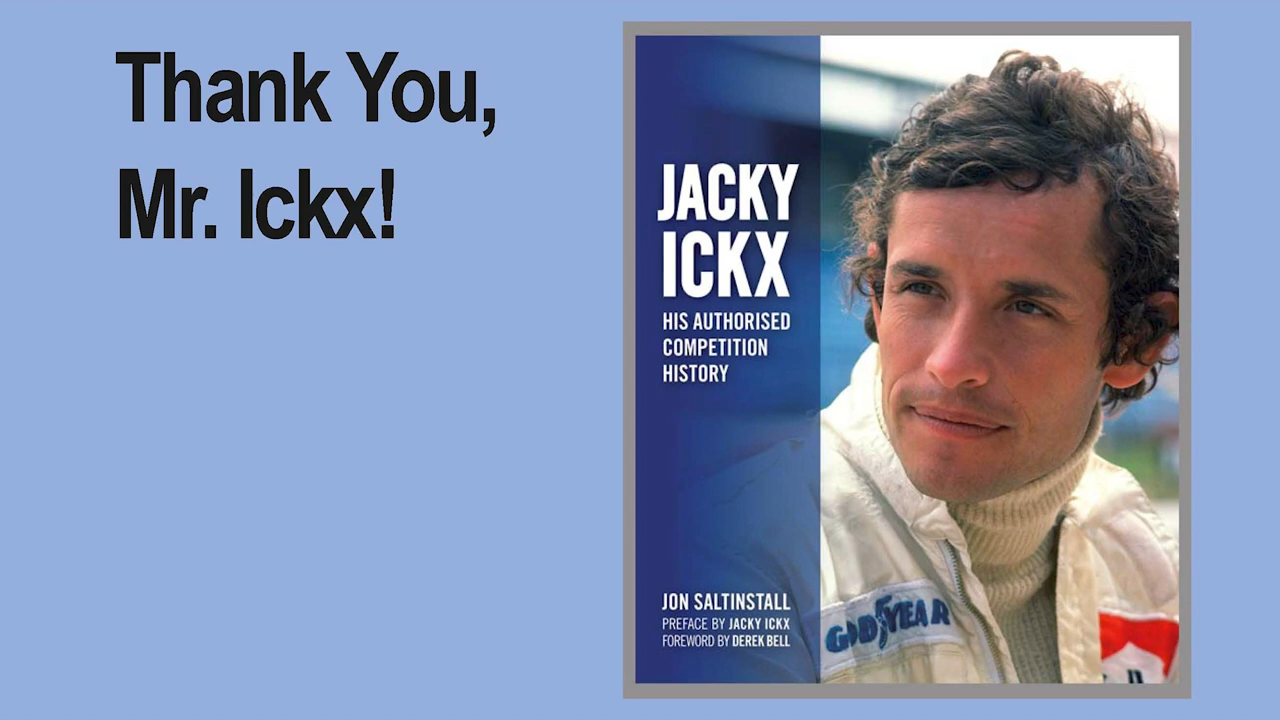 Thank You,
Mr. Ickx!
JACKY
ICKX
HIS AUTHORISED
COMPETITION
HISTORY
JON SALTINSTALL
PREFACE BY JACKY ICKX
FOREWORD BY DEREK BELL
GOODYEAR